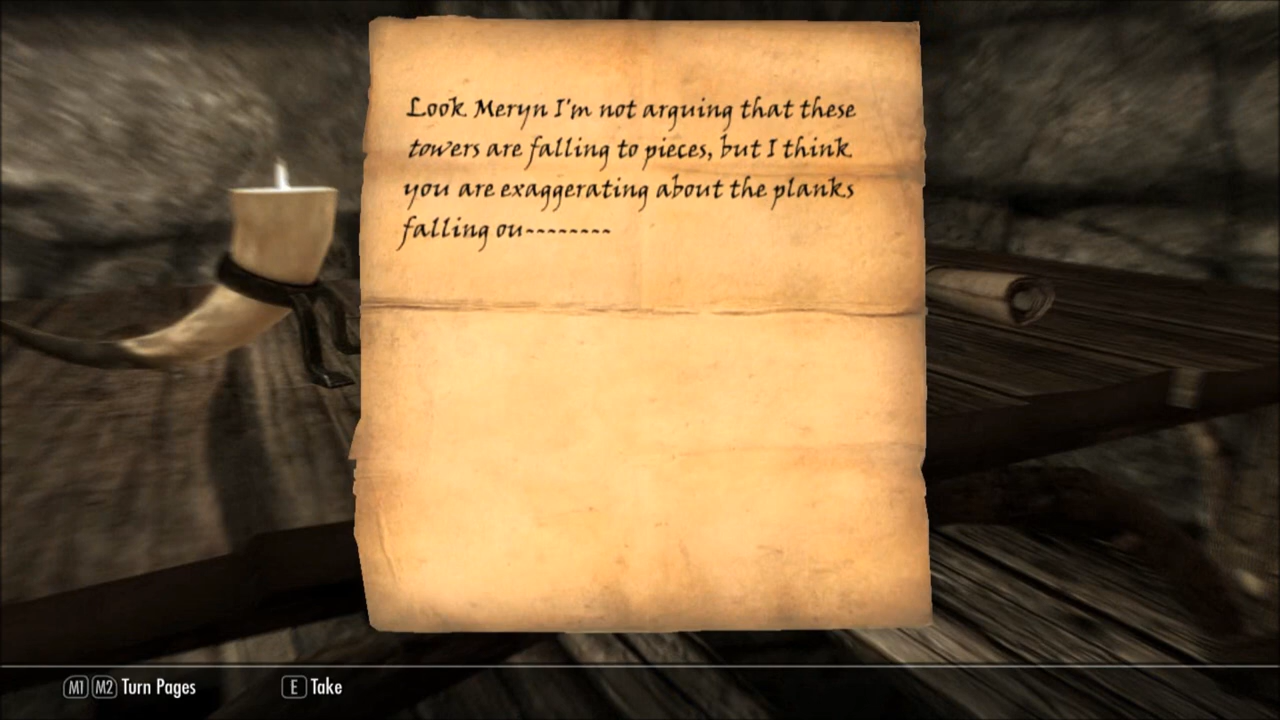 Look Meryn I'm not arguing that these
towers are falling to pieces, but I think
you are exaggerating about the planks
falling ou--------
M1 M2 Turn Pages E Take